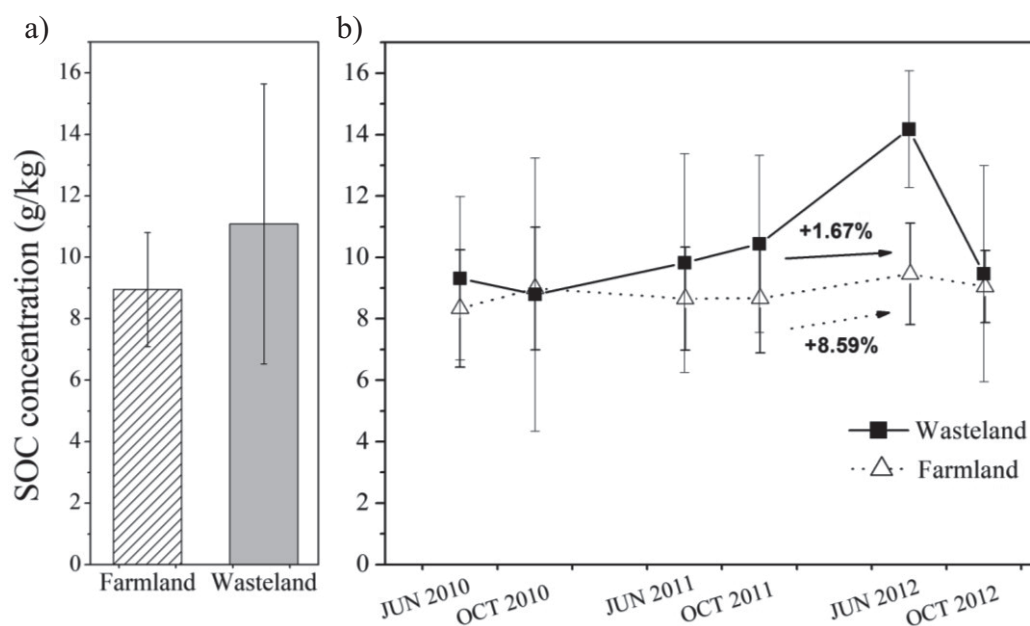 a)
SOC concentration (g/kg)
16
14
12
10
8
6
4
2
0
Farmland Wasteland
b)
16
14
12
10
8
6
4
2
0
+1.67%
+8.59%
Wasteland
Farmland
JUN 2010
OCT 2010
JUN 2011
OCT 2011
JUN 2012
OCT 2012